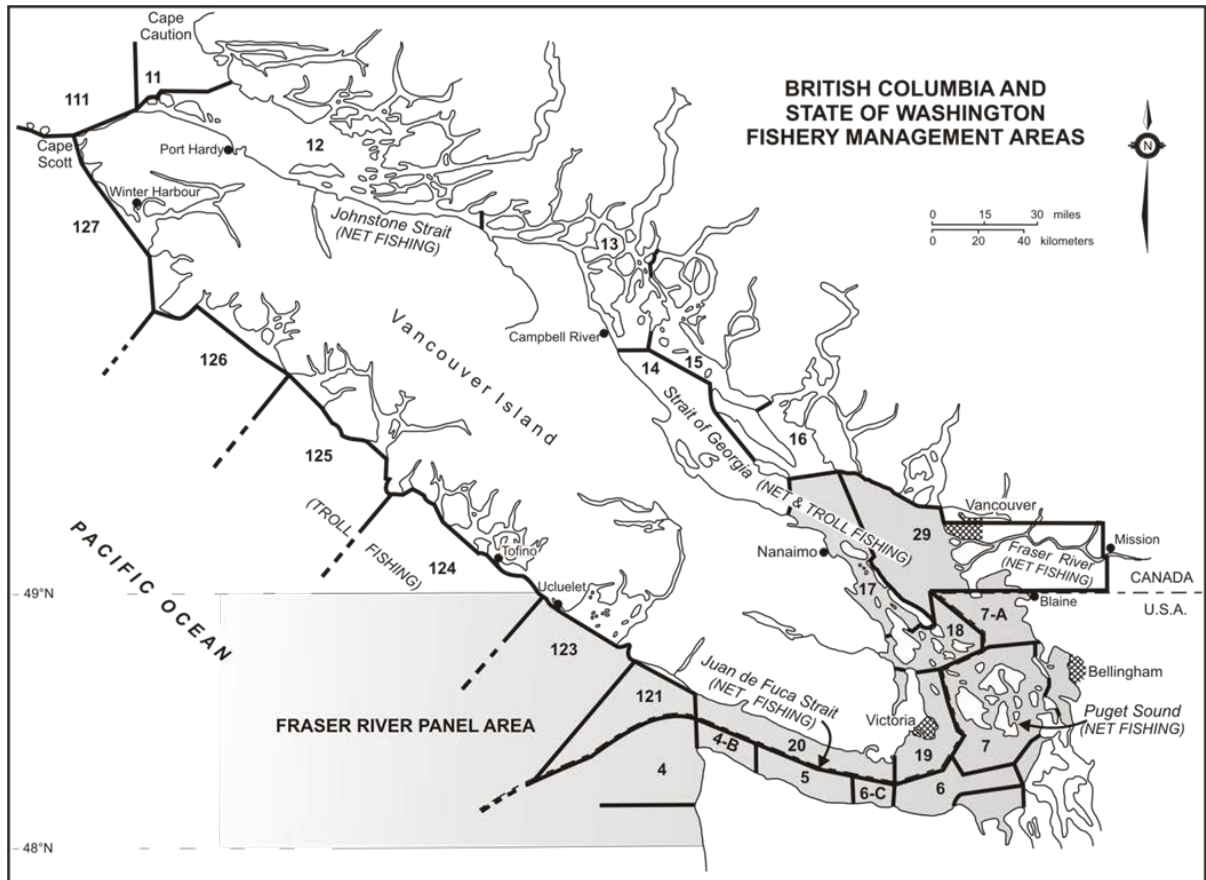 Cape
Caution
111
11
BRITISH COLUMBIA AND
STATE OF WASHINGTON
FISHERY MANAGEMENT AREAS
N
Cape
Scott
Port Hardy
12
Winter Harbour
127
Johnstone Strait
(NET FISHING)
13
0 15 30 miles
0 20 40 kilometers
Campbell River
14
15
126
Vancouver Island
Strait of Georgia
(NET & TROLL FISHING)
16
125
(TROLL FISHING)
Vancouver
29
Mission
Fraser River
(NET FISHING)
Nanaimo
PACIFIC OCEAN
124
Tofino
Ucluelet
17
CANADA
U.S.A.
49°N
Blaine
7-A
18
123
Bellingham
Juan de Fuca Strait
(NET FISHING)
121
Victoria
Puget Sound
(NET FISHING)
FRASER RIVER PANEL AREA
4-B
20
19
7
4
5
6-C
6
48°N